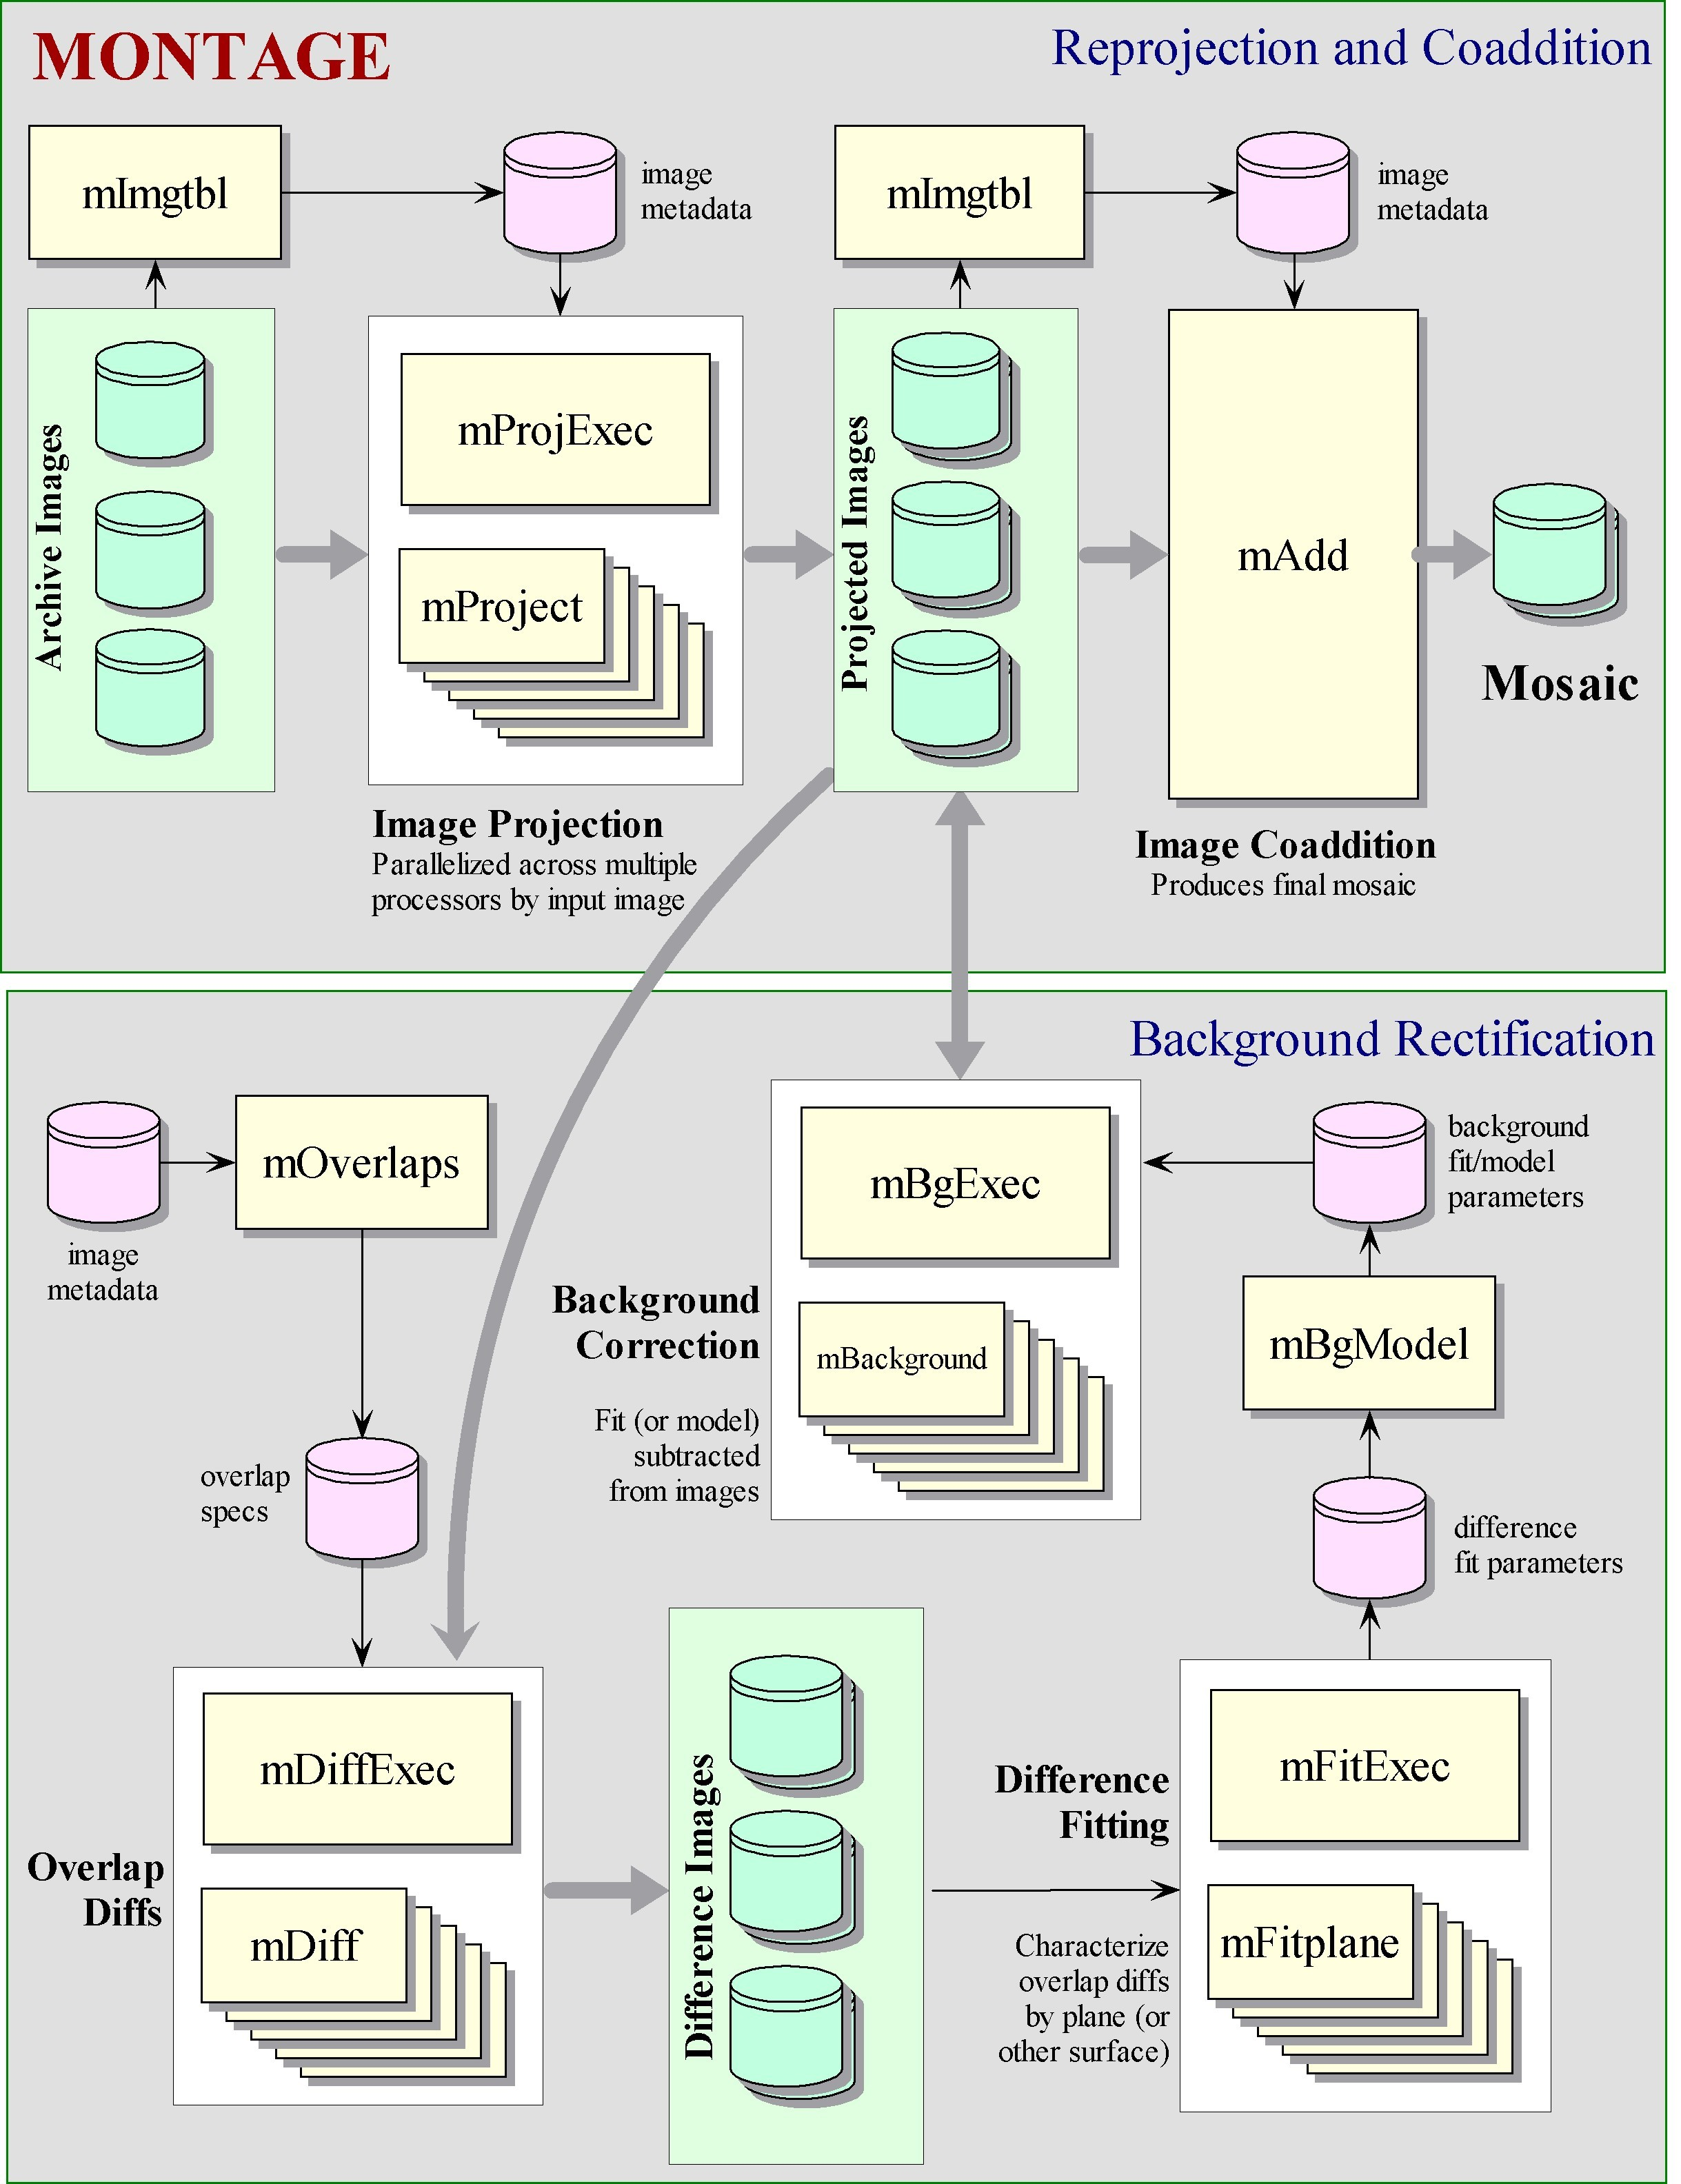 MONTAGE
Reprojection and Coaddition
mImgtbl
image
metadata
mImgtbl
image
metadata
Archive Images
mProjExec
mProject
Projected Images
mAdd
Mosaic
Image Projection
Parallelized across multiple
processors by input image
Image Coaddition
Produces final mosaic
Background Rectification
image
metadata
mOverlaps
overlap
specs
mBgExec
mBackground
Background
Correction
Fit (or model)
subtracted
from images
background
fit/model
parameters
mBgModel
difference
fit parameters
mDiffExec
mDiff
Overlap
Diffs
Difference Images
Difference
Fitting
Characterize
overlap diffs
by plane (or
other surface)
mFitExec
mFitplane